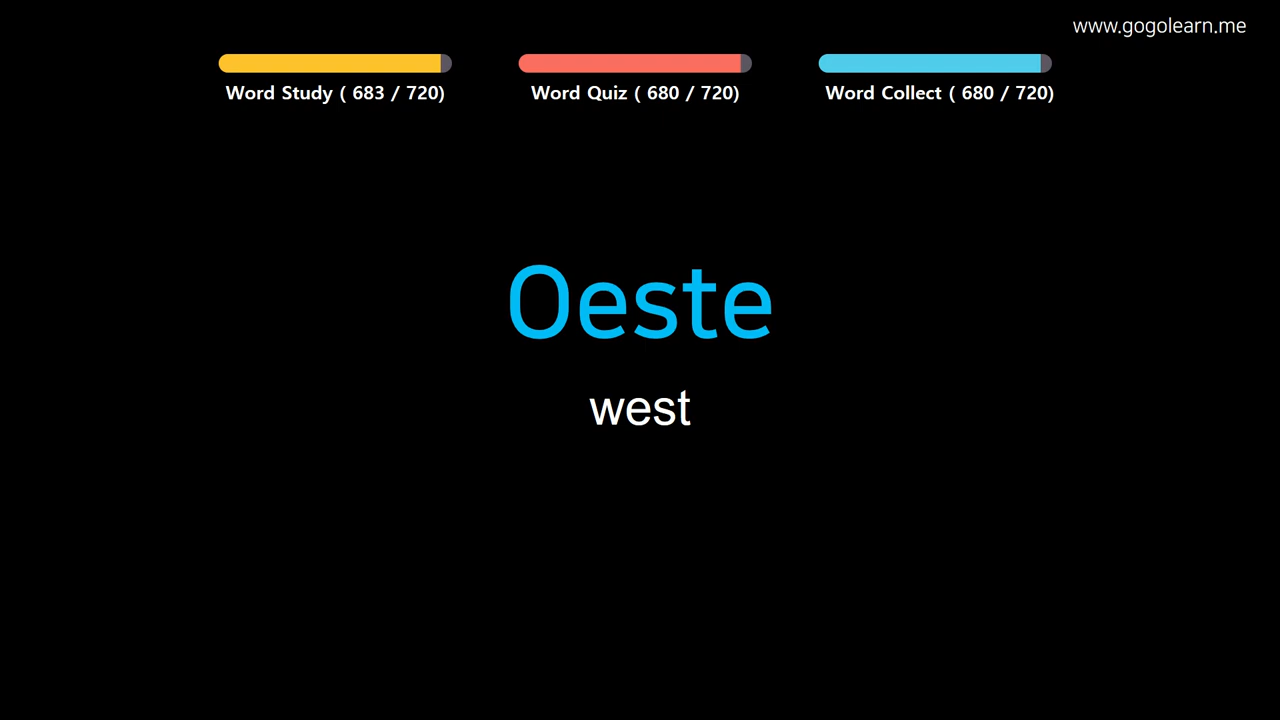 www.gogolearn.me
Word Study ( 683 / 720)
Word Quiz ( 680 / 720)
Word Collect ( 680 / 720)
Oeste
west